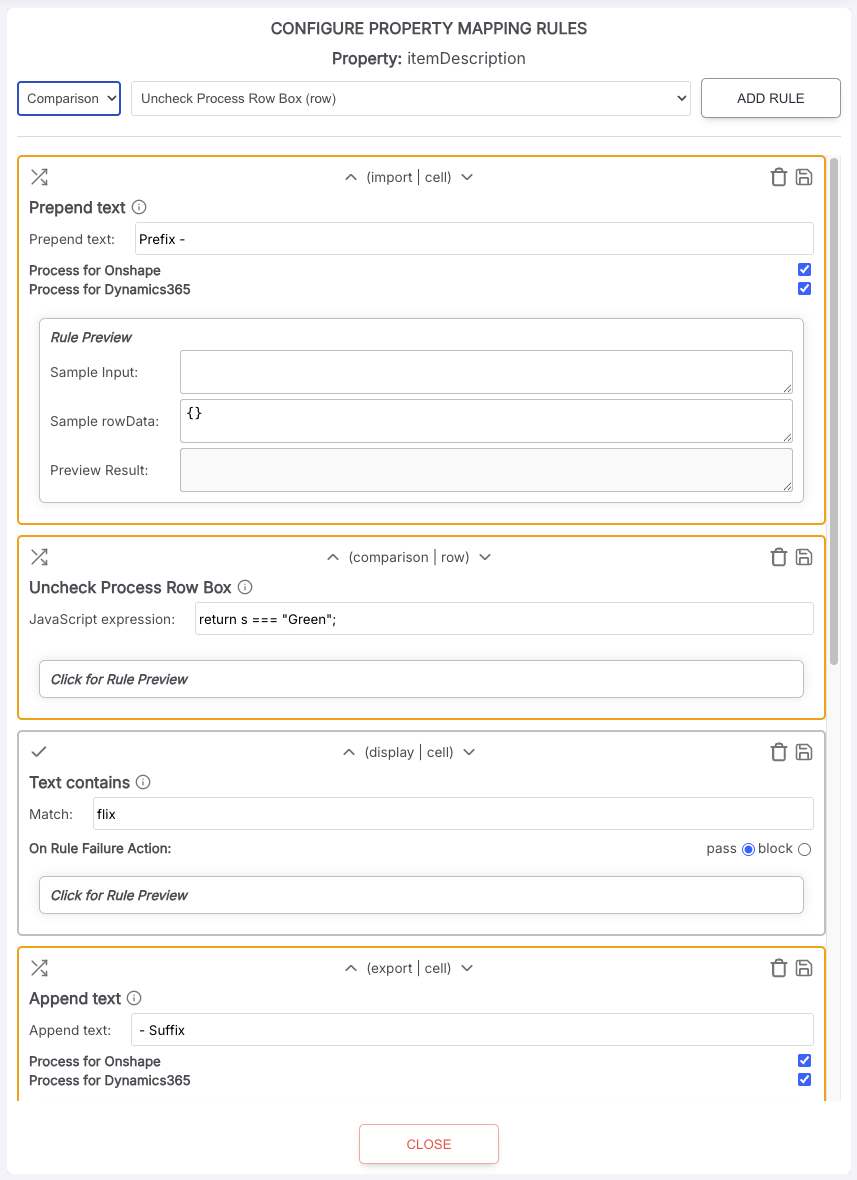 CONFIGURE PROPERTY MAPPING RULES
Property: itemDescription
Comparison Uncheck Process Row Box (row) ADD RULE
(import | cell)
Prepend text
Prepend text: Prefix -
Process for Onshape
Process for Dynamics365
Rule Preview
Sample Input:
Sample rowData: {}
Preview Result:
(comparison | row)
Uncheck Process Row Box
JavaScript expression: return s === "Green";
Click for Rule Preview
(display | cell)
Text contains
Match: flix
On Rule Failure Action: pass block
Click for Rule Preview
(export | cell)
Append text
Append text: - Suffix
Process for Onshape
Process for Dynamics365
CLOSE